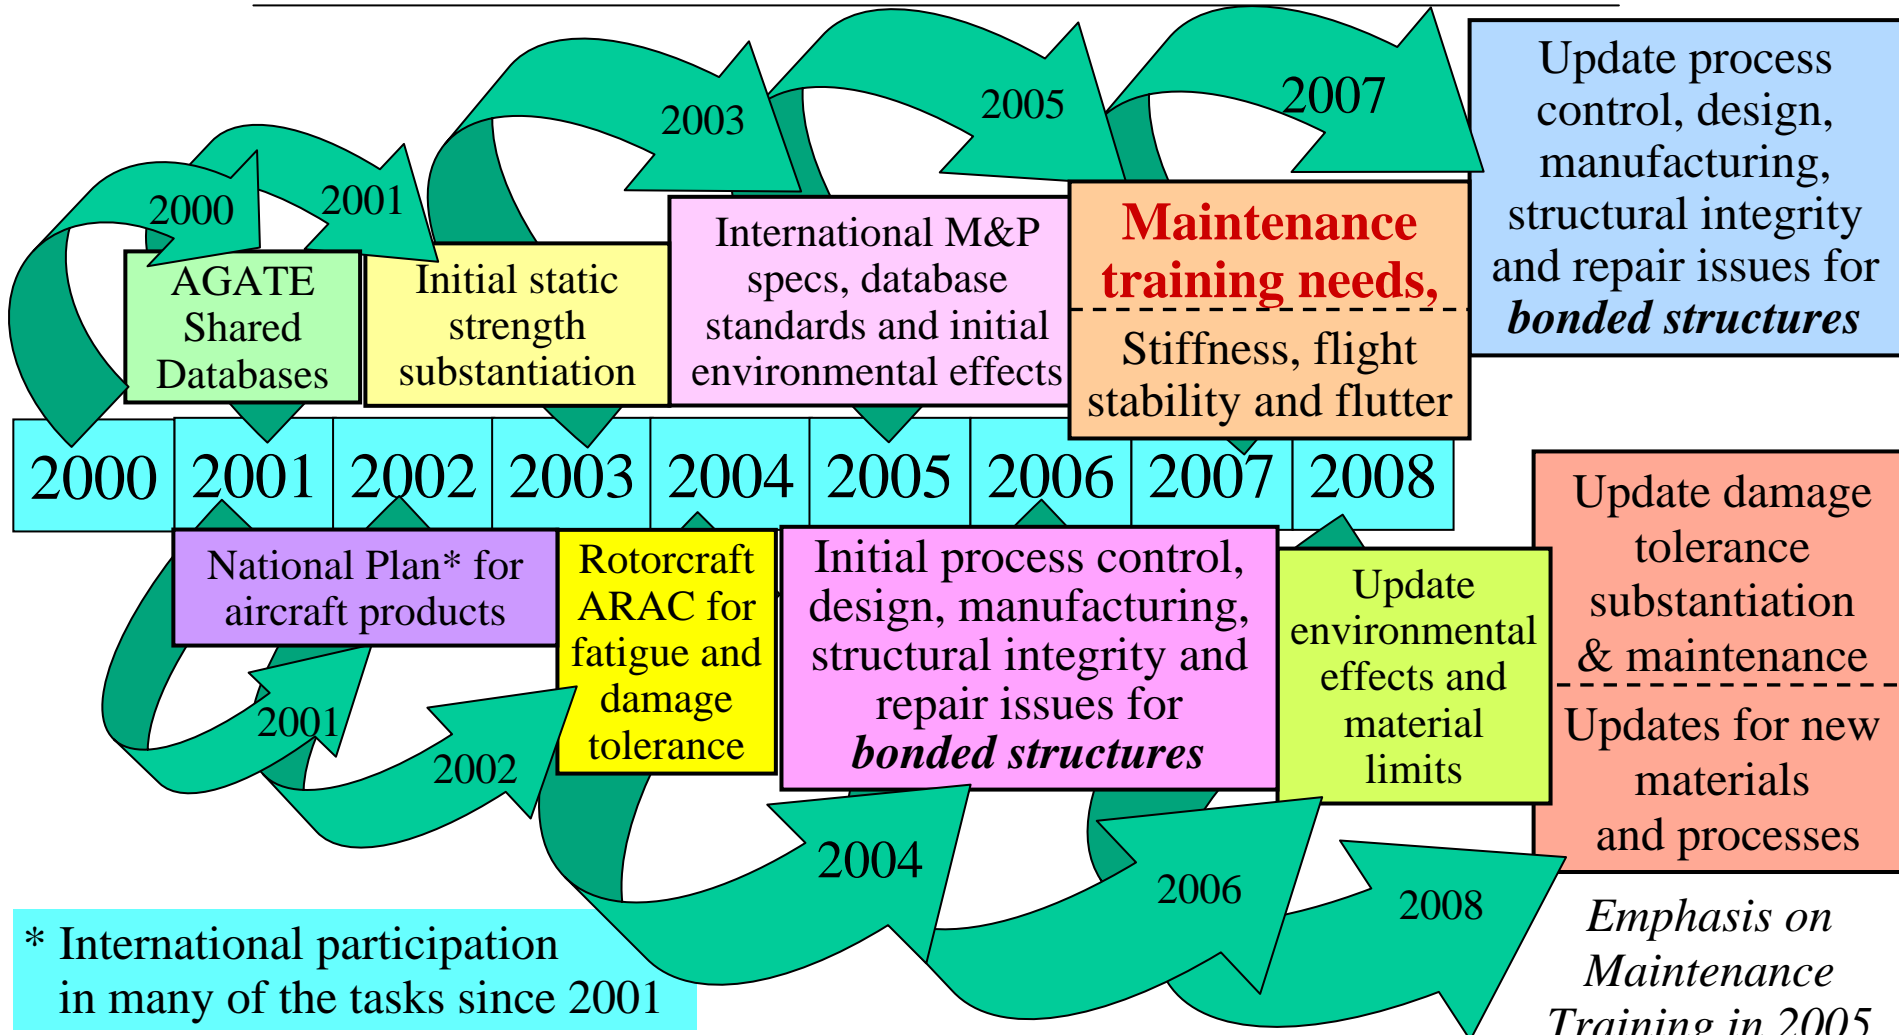 2000
2001
2003
2005
2007
AGATE
Shared
Databases
Initial static
strength
substantiation
International M&P
specs, database
standards and initial
environmental effects
Maintenance
training needs,
Stiffness, flight
stability and flutter
Update process
control, design,
manufacturing,
structural integrity
and repair issues for
bonded structures
2000 2001 2002 2003 2004 2005 2006 2007 2008
National Plan* for
aircraft products
Rotorcraft
ARAC for
fatigue and
damage
tolerance
Initial process control,
design, manufacturing,
structural integrity and
repair issues for
bonded structures
Update
environmental
effects and
material
limits
Update damage
tolerance
substantiation
& maintenance
Updates for new
materials
and processes
2001
2002
2004
2006
2008
* International participation
in many of the tasks since 2001
Emphasis on
Maintenance
Training in 2005